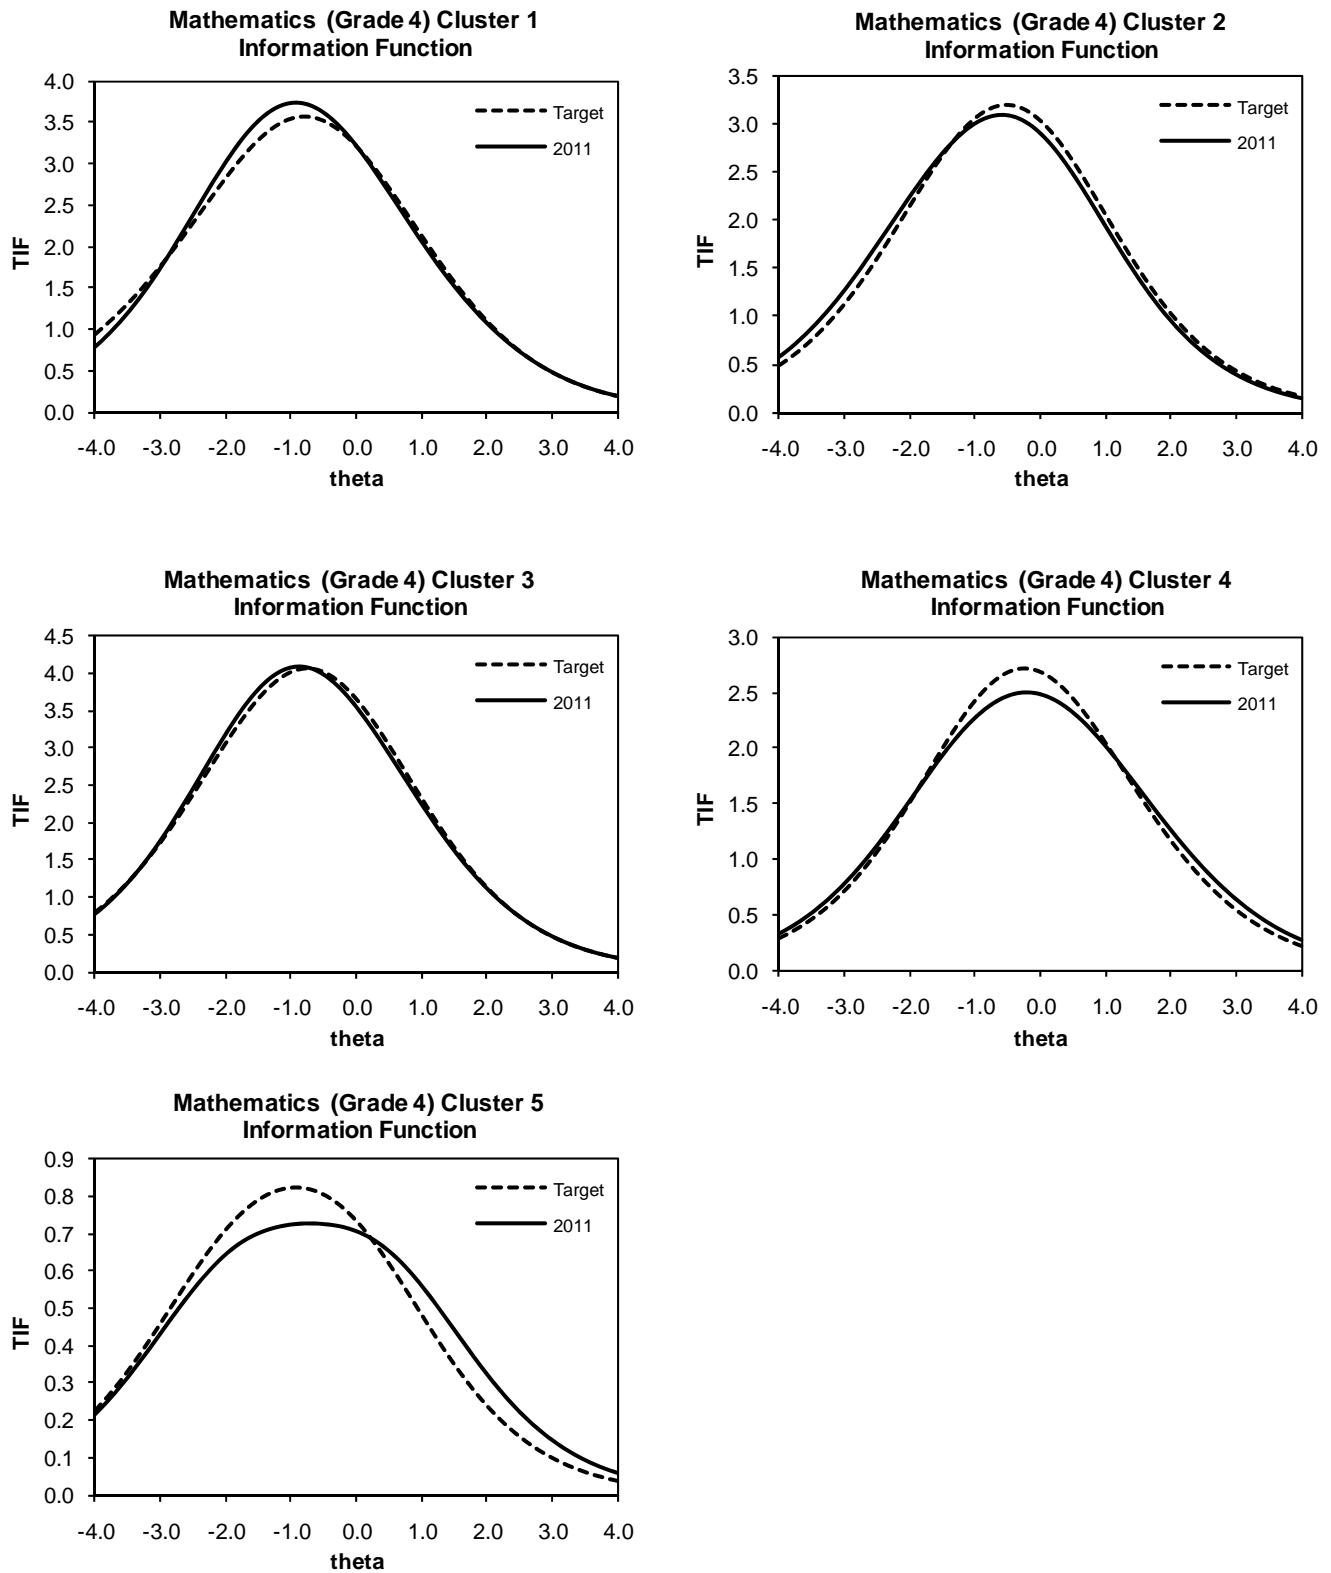 Mathematics (Grade 4) Cluster 1
Information Function
4.0
3.5
3.0
2.5
2.0
1.5
1.0
0.5
0.0
TIF
Target
2011
-4.0 -3.0 -2.0 -1.0 0.0 1.0 2.0 3.0 4.0
theta
Mathematics (Grade 4) Cluster 2
Information Function
3.5
3.0
2.5
2.0
1.5
1.0
0.5
0.0
TIF
Target
2011
-4.0 -3.0 -2.0 -1.0 0.0 1.0 2.0 3.0 4.0
theta
Mathematics (Grade 4) Cluster 3
Information Function
4.5
4.0
3.5
3.0
2.5
2.0
1.5
1.0
0.5
0.0
TIF
Target
2011
-4.0 -3.0 -2.0 -1.0 0.0 1.0 2.0 3.0 4.0
theta
Mathematics (Grade 4) Cluster 4
Information Function
3.0
2.5
2.0
1.5
1.0
0.5
0.0
TIF
Target
2011
-4.0 -3.0 -2.0 -1.0 0.0 1.0 2.0 3.0 4.0
theta
Mathematics (Grade 4) Cluster 5
Information Function
0.9
0.8
0.7
0.6
0.5
0.4
0.3
0.2
0.1
0.0
TIF
Target
2011
-4.0 -3.0 -2.0 -1.0 0.0 1.0 2.0 3.0 4.0
theta